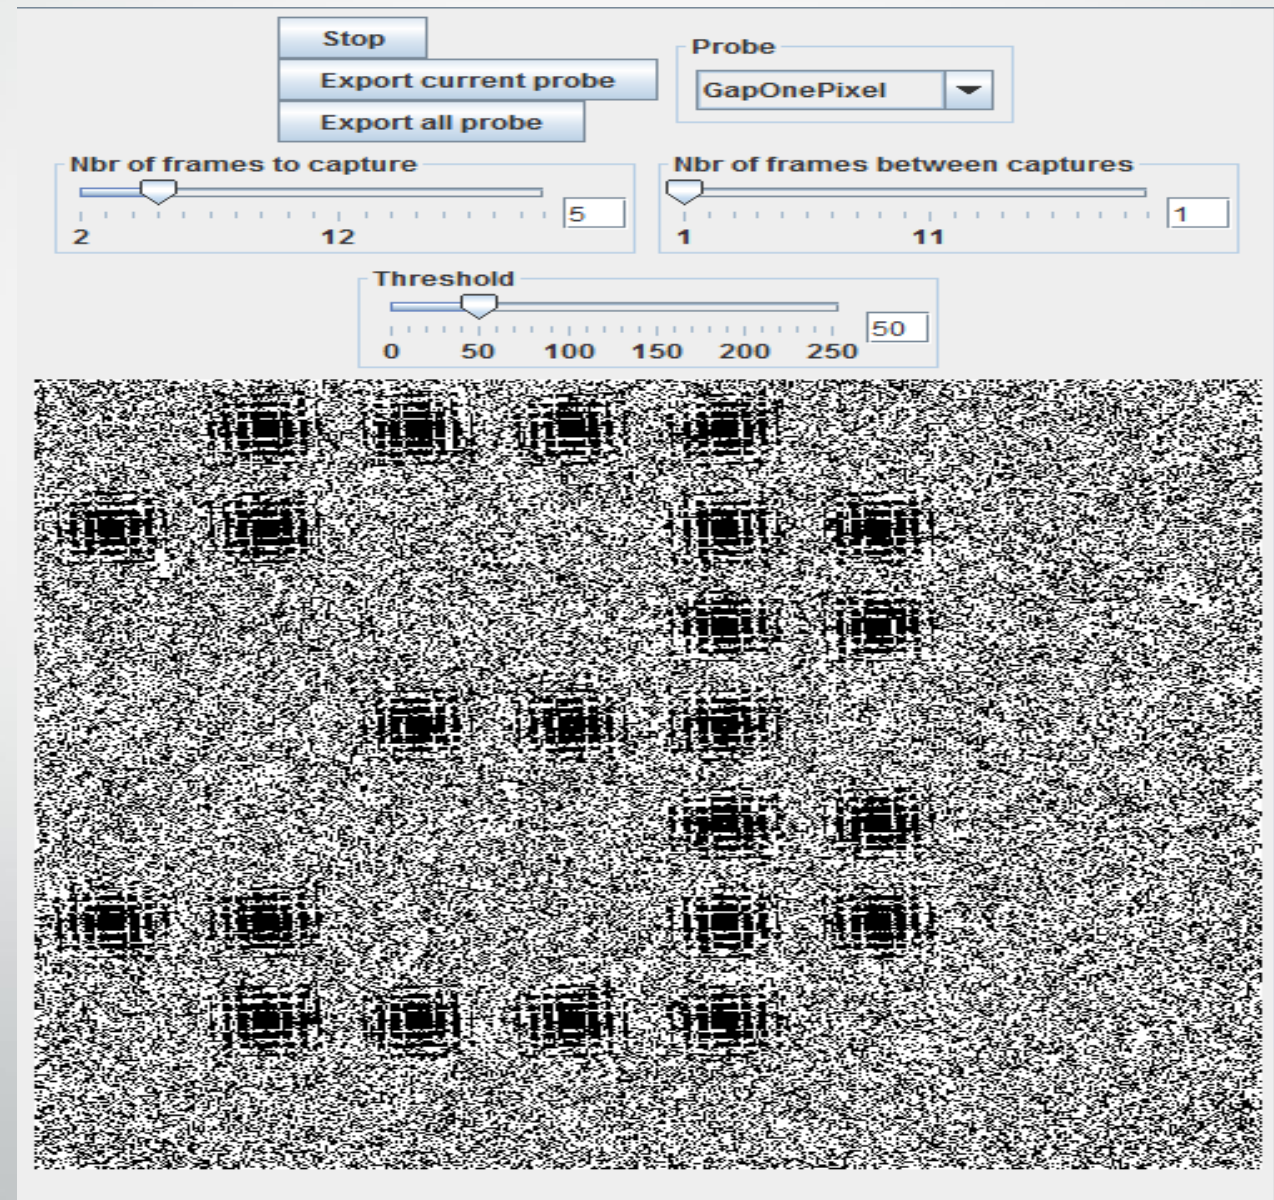 Stop
Export current probe
Export all probe
Probe
GapOnePixel
Nbr of frames to capture
5
2 12
Nbr of frames between captures
1
1 11
Threshold
50
0 50 100 150 200 250
3